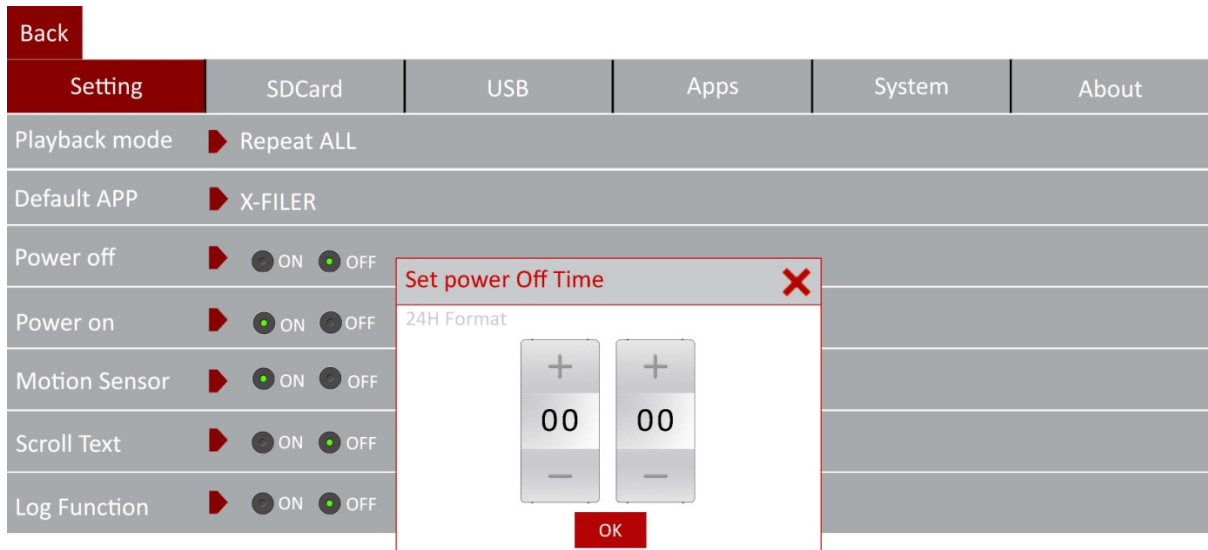 Back
Setting SDCard USB Apps System About
Playback mode Repeat ALL
Default APP X-FILER
Power off ON OFF
Set power Off Time
Power on ON OFF
24H Format
+ +
Motion Sensor ON OFF
00 00
Scroll Text ON OFF
— —
Log Function ON OFF
OK